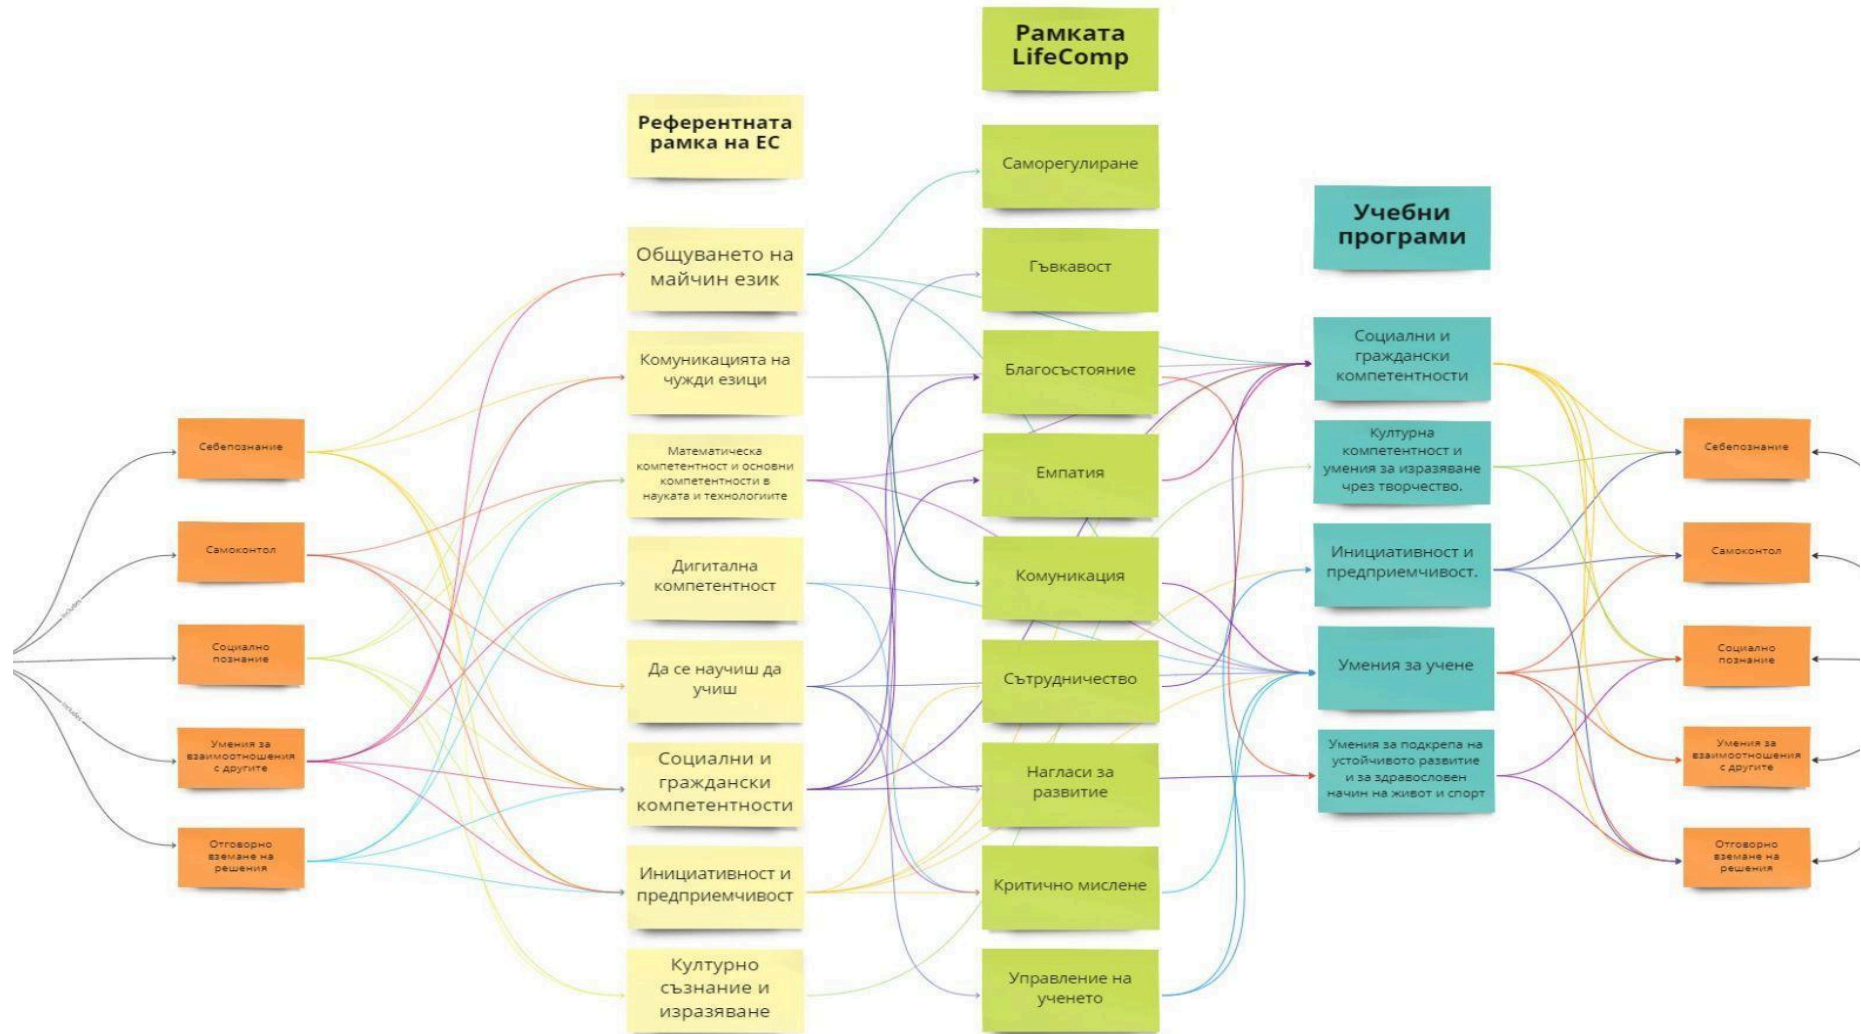 Рамката
LifeComp
Референтната
рамка на ЕС
Саморегулиране
Учебни
програми
Общуването на
майчин език
Гъвкавост
Комуникацията на
чужди езици
Благосъстояние
Социални и
граждански
компетентности
Себепознание
Математическа
компетентност и основни
компетентности в
науката и технологиите
Емпатия
Културна
компетентност и
умения за изразяване
чрез творчество.
Себепознание
Самоконтол
Дигитална
компетентност
Комуникация
Инициативност и
предприемчивост.
Самоконтол
includes
Социално
познание
Да се научиш да
учиш
Сътрудничество
Умения за учене
Социално
познание
includes
Умения за
взаимоотношения
с другите
Социални и
граждански
компетентности
Нагласи за
развитие
Умения за подкрепа на
устойчивото развитие
и за здравословен
начин на живот и спорт
Умения за
взаимоотношения
с другите
Отговорно
вземане на
решения
Инициативност и
предприемчивост
Критично мислене
Отговорно
вземане на
решения
Културно
съзнание и
изразяване
Управление на
ученето